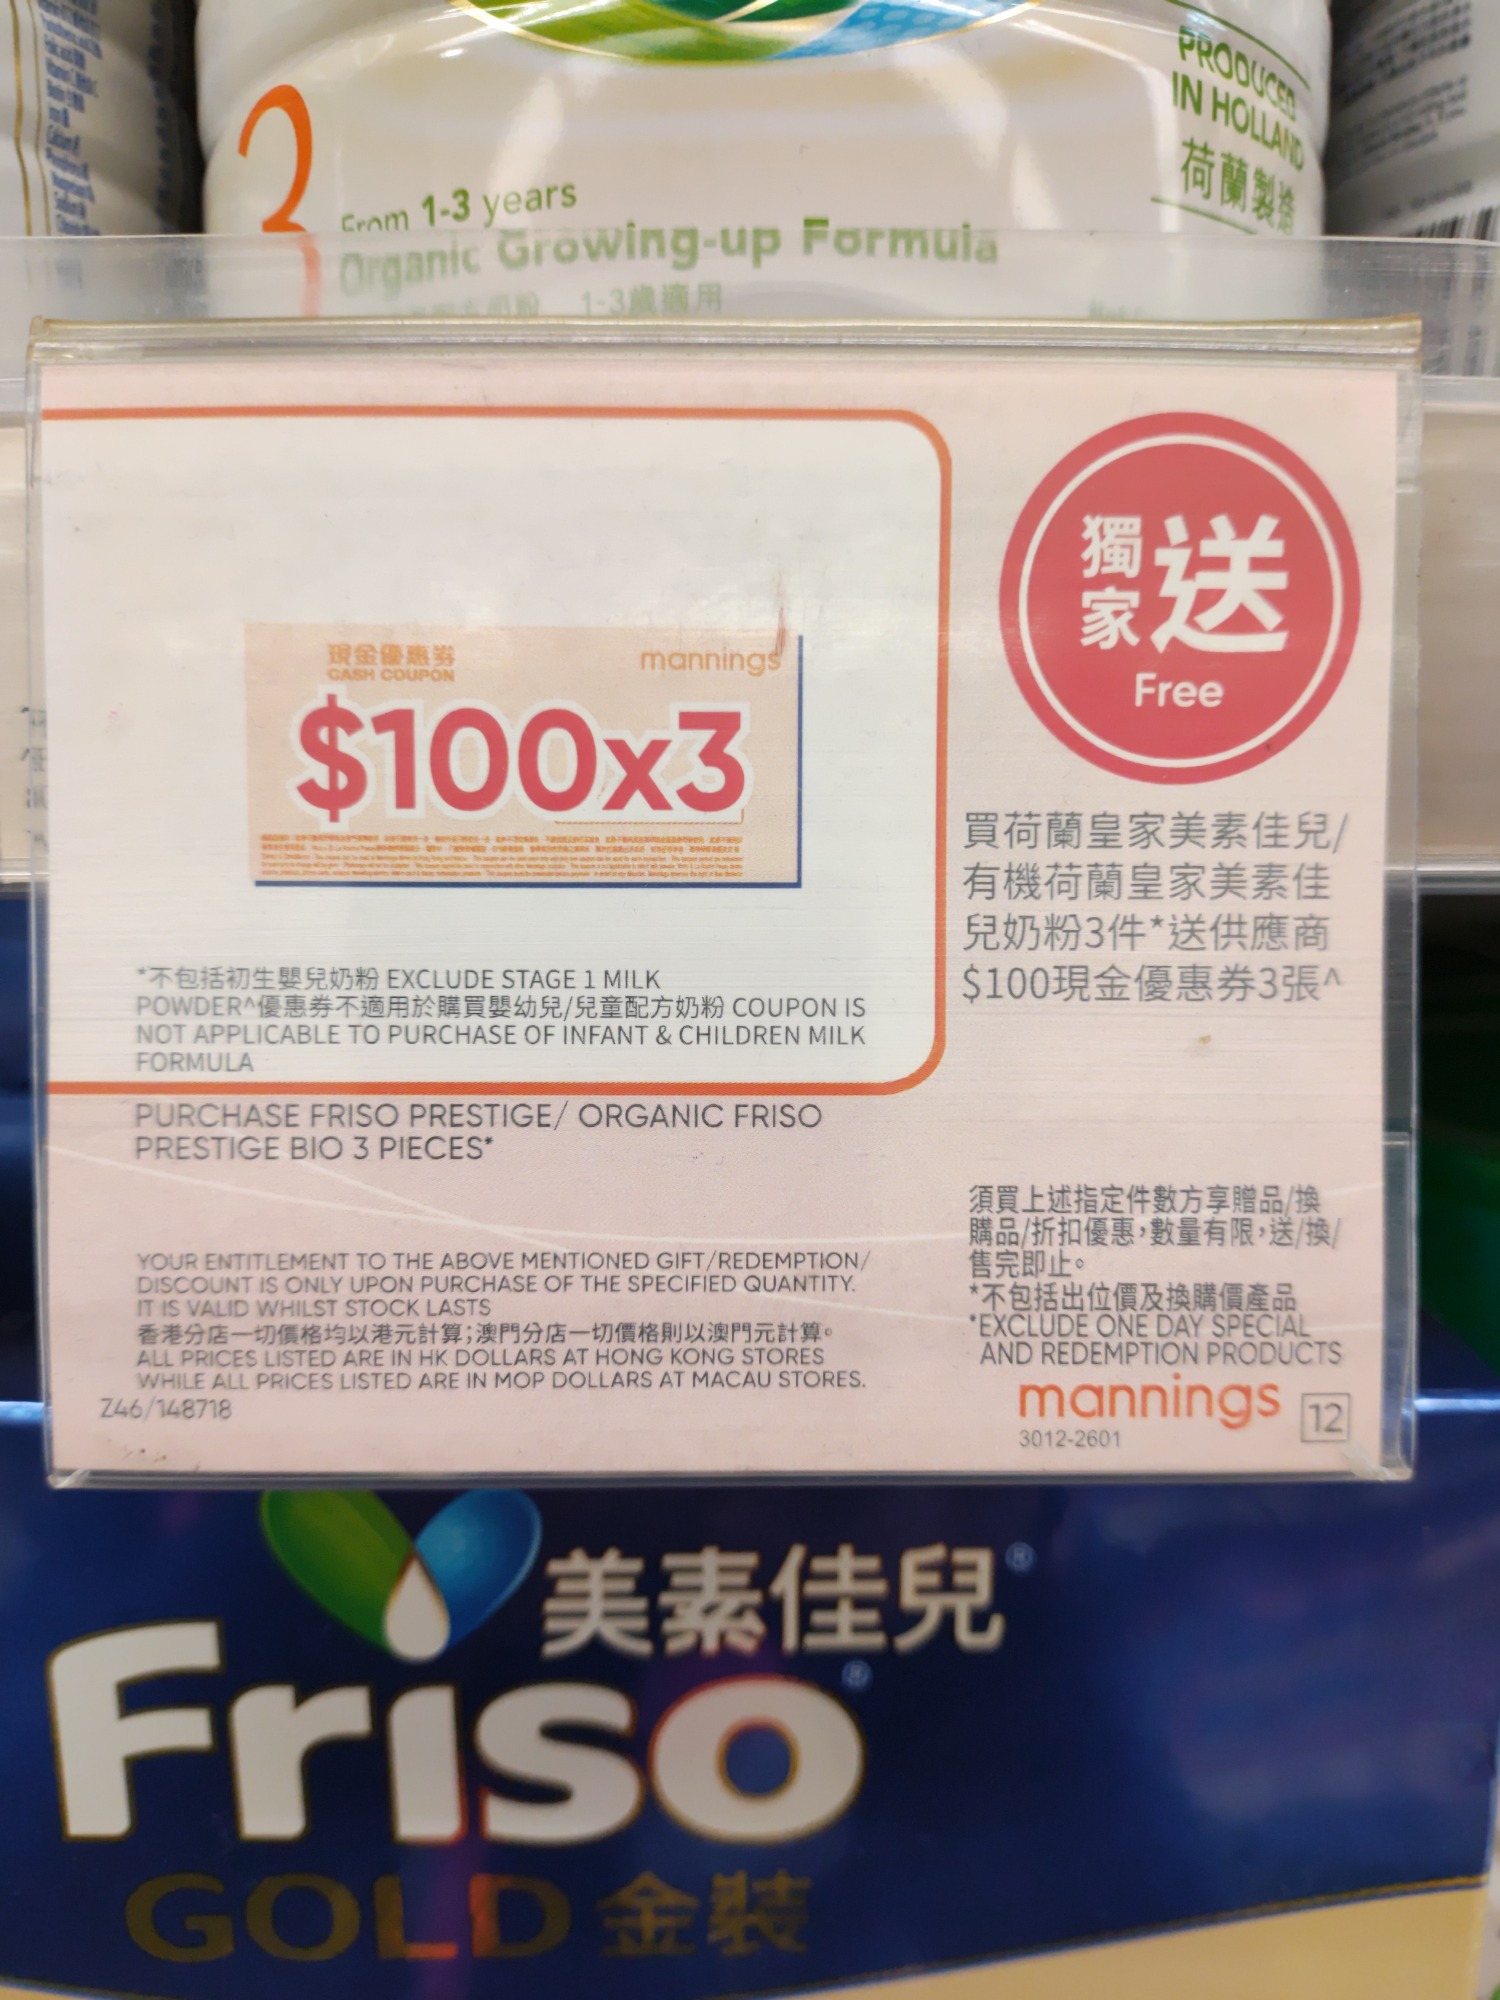 3
From 1-3 years
Organic Growing-up Formula
1-3歲適用
PRODUCED
IN HOLLAND
荷蘭製造
現金優惠券
CASH COUPON
mannings
$100x3
獨家送
Free
買荷蘭皇家美素佳兒/
有機荷蘭皇家美素佳
兒奶粉3件*送供應商
$100現金優惠券3張^
*不包括初生嬰兒奶粉 EXCLUDE STAGE 1 MILK
POWDER^優惠券不適用於購買嬰幼兒/兒童配方奶粉 COUPON IS
NOT APPLICABLE TO PURCHASE OF INFANT & CHILDREN MILK
FORMULA
PURCHASE FRISO PRESTIGE/ ORGANIC FRISO
PRESTIGE BIO 3 PIECES*
YOUR ENTITLEMENT TO THE ABOVE MENTIONED GIFT/REDEMPTION/
DISCOUNT IS ONLY UPON PURCHASE OF THE SPECIFIED QUANTITY.
IT IS VALID WHILST STOCK LASTS
香港分店一切價格均以港元計算;澳門分店一切價格則以澳門元計算。
ALL PRICES LISTED ARE IN HK DOLLARS AT HONG KONG STORES
WHILE ALL PRICES LISTED ARE IN MOP DOLLARS AT MACAU STORES.
Z46/148718
須買上述指定件數方享贈品/換
購品/折扣優惠,數量有限,送/換/
售完即止。
*不包括出位價及換購價產品
*EXCLUDE ONE DAY SPECIAL
AND REDEMPTION PRODUCTS
mannings
12
3012-2601
美素佳兒®
Friso®
GOLD 金裝